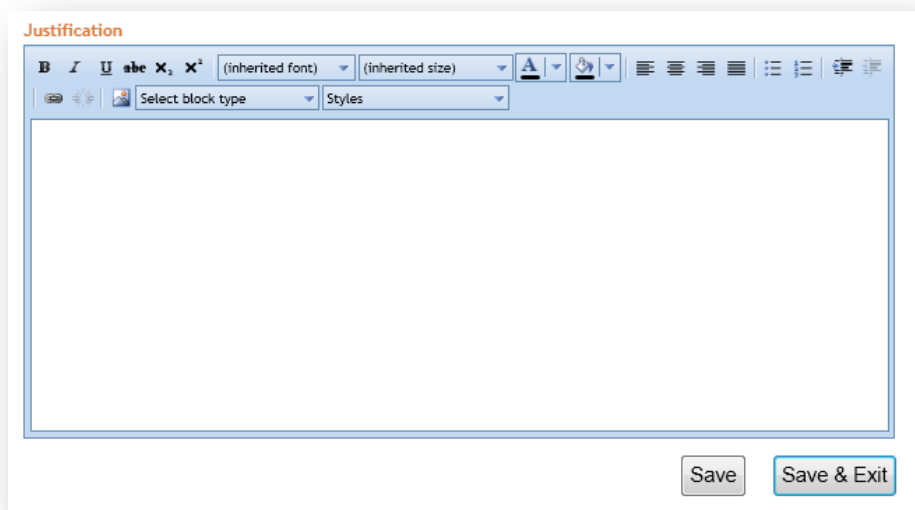 Justification
B I U abc X₂ X² (inherited font) (inherited size) A
Select block type Styles
Save Save & Exit